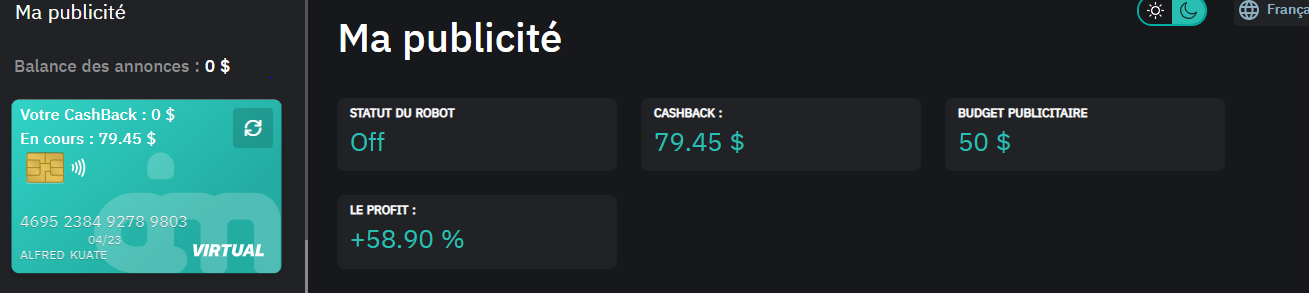 Ma publicité
Balance des annonces : 0 $
Votre CashBack : 0 $
En cours : 79.45 $
4695 2384 9278 9803
04/23
ALFRED KUATE
VIRTUAL
Ma publicité
STATUT DU ROBOT
Off
CASHBACK :
79.45 $
BUDGET PUBLICITAIRE
50 $
LE PROFIT :
+58.90 %
França